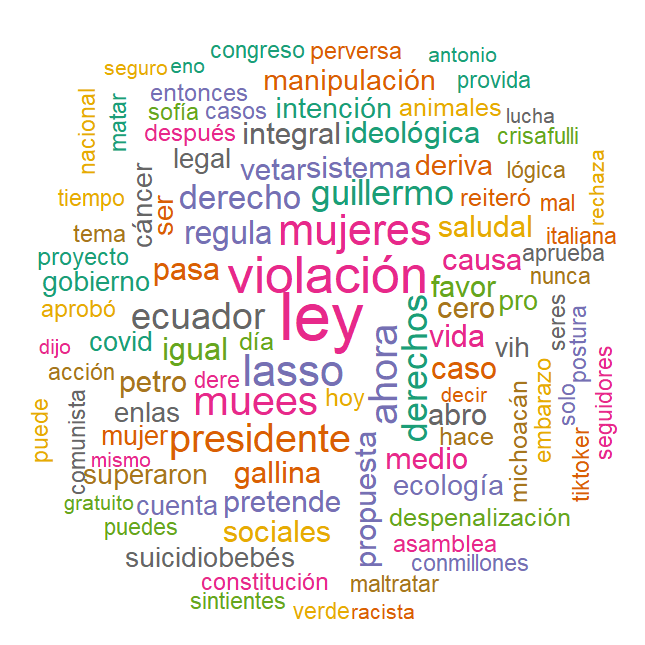 congreso perversa antonio
seguro eno manipulación provida
entonces intención animales
nacional matar sofía casos lucha
después integral ideológica crisafulli
legal vetar sistema deriva lógica rechaza
cáncer ser derecho guillermo reiteró mal
tiempo
tema regula mujeres saludal italiana
proyecto aprueba
gobierno pasa violación causa nunca
favor
aprobó ecuador ley cero pro seres postura
covid igual día ahora derechos vida vih
dijo
acción petro dere lasso caso solo seguidores
puede comunista enlas muees hoy decir abro embarazo
mujer presidente hace michoacán tiktoker
mismo superaron gallina propuesta medio
gratuito cuenta pretende ecología
puedes sociales despenalización
suicidiobebés asamblea
constitución conmillones
sintientes maltratar
verde racista